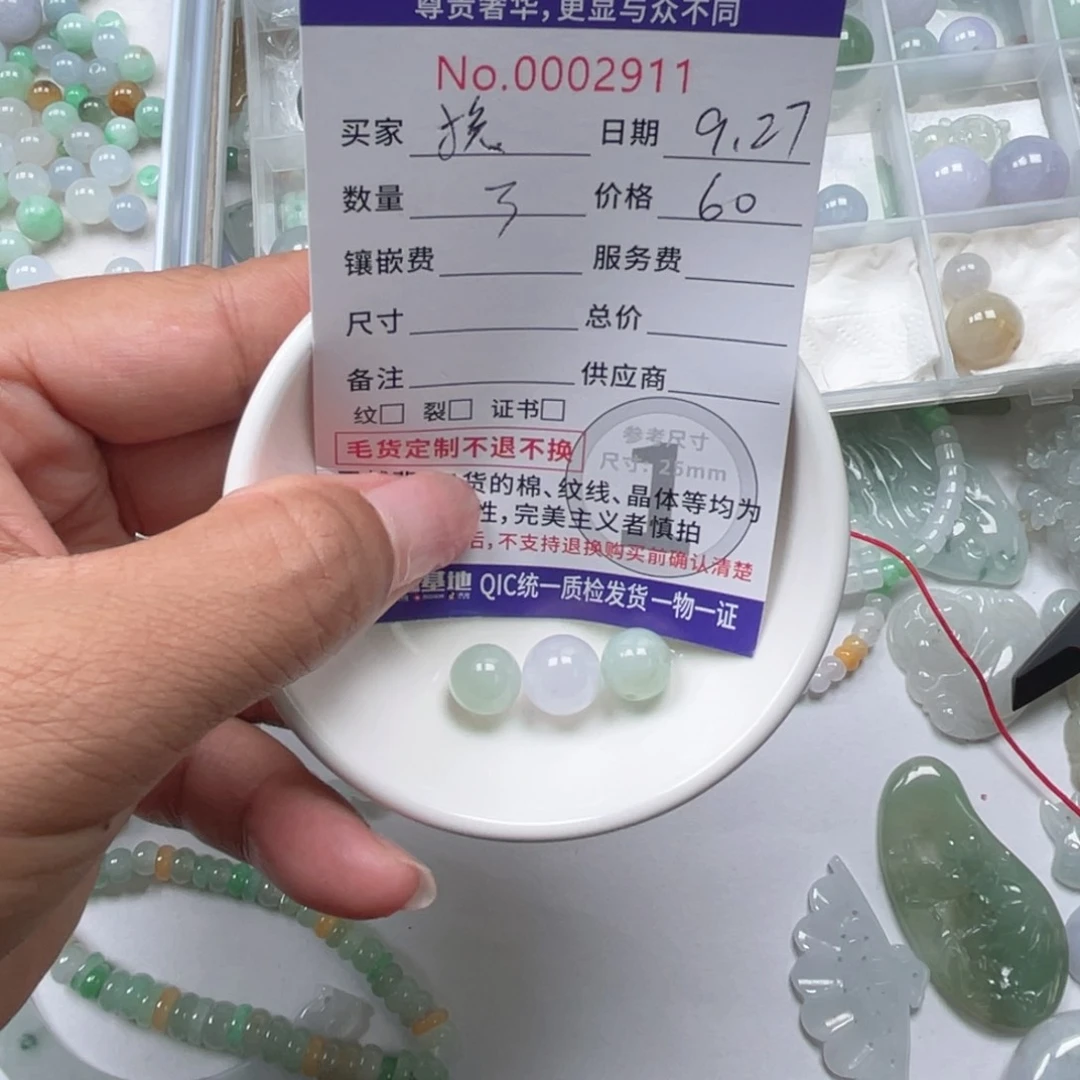 尊贵奢华，更显与众不同
No.0002911
买家 日期 9.27
数量 3 价格 60
镶嵌费 服务费
尺寸 总价
备注 供应商
纹□ 裂□ 证书□
毛货定制不退不换
参考尺寸
尺寸：25mm
1
货的棉、纹线、晶体等均为
性，完美主义者慎拍
后，不支持退换购买前确认清楚
基地 QIC统一质检发货一物一证